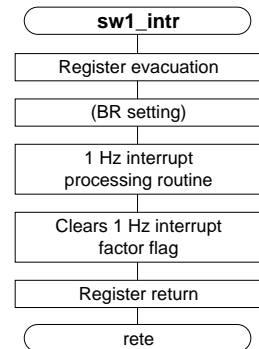 sw1_intr
Register evacuation
(BR setting)
1 Hz interrupt
processing routine
Clears 1 Hz interrupt
factor flag
Register return
rete